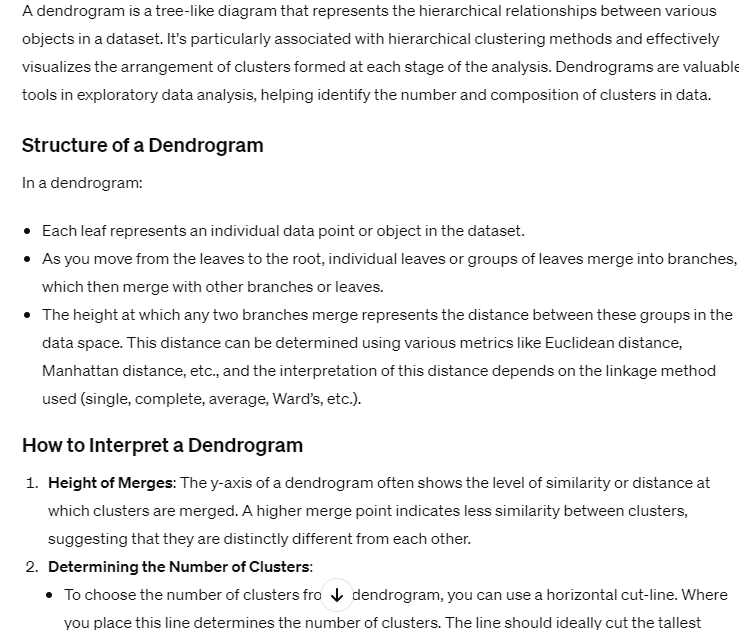 A dendrogram is a tree-like diagram that represents the hierarchical relationships between various
objects in a dataset. It's particularly associated with hierarchical clustering methods and effectively
visualizes the arrangement of clusters formed at each stage of the analysis. Dendrograms are valuable
tools in exploratory data analysis, helping identify the number and composition of clusters in data.
Structure of a Dendrogram
In a dendrogram:
• Each leaf represents an individual data point or object in the dataset.
• As you move from the leaves to the root, individual leaves or groups of leaves merge into branches,
which then merge with other branches or leaves.
• The height at which any two branches merge represents the distance between these groups in the
data space. This distance can be determined using various metrics like Euclidean distance,
Manhattan distance, etc., and the interpretation of this distance depends on the linkage method
used (single, complete, average, Ward's, etc.).
How to Interpret a Dendrogram
1. Height of Merges: The y-axis of a dendrogram often shows the level of similarity or distance at
which clusters are merged. A higher merge point indicates less similarity between clusters,
suggesting that they are distinctly different from each other.
2. Determining the Number of Clusters:
• To choose the number of clusters fro dendrogram, you can use a horizontal cut-line. Where
you place this line determines the number of clusters. The line should ideally cut the tallest